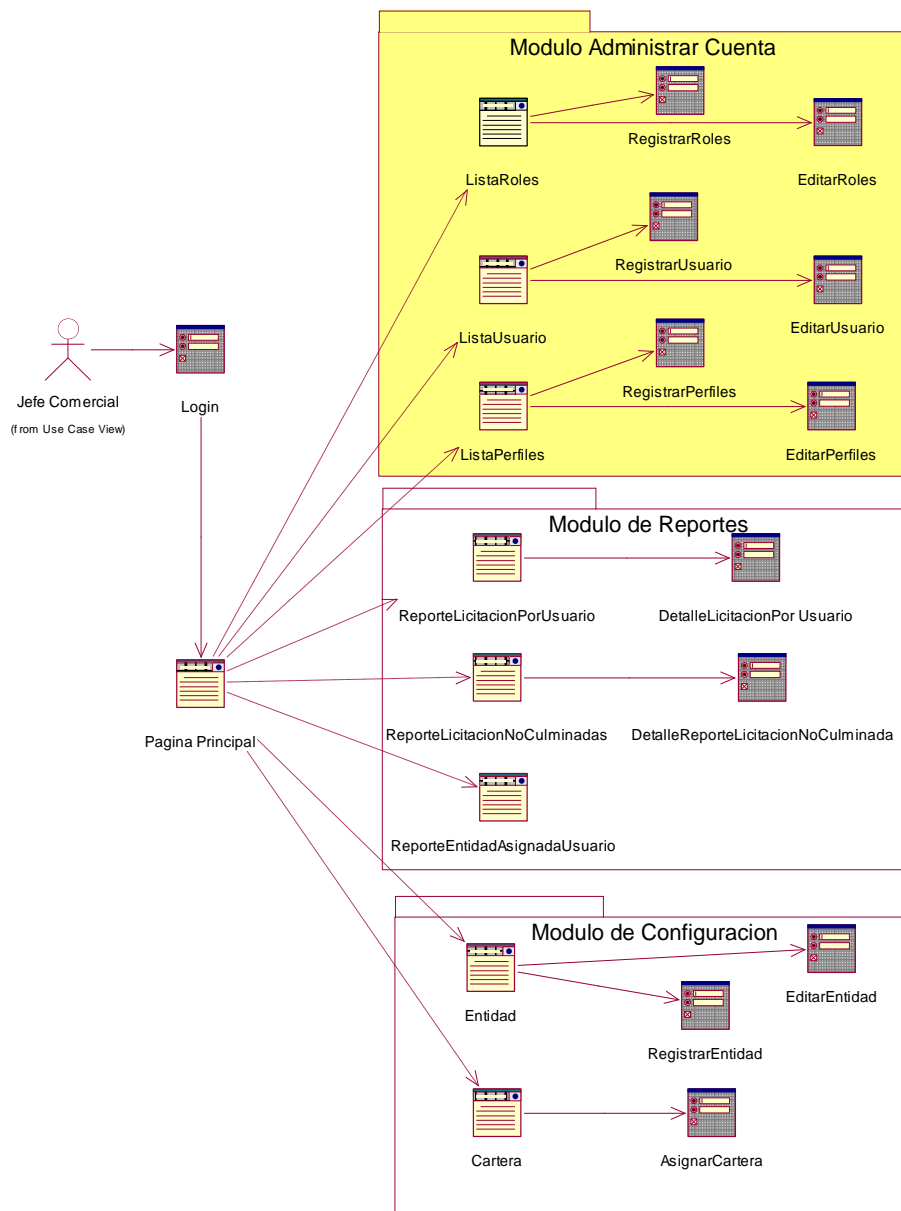 Modulo Administrar Cuenta
RegistrarRoles
ListaRoles
EditarRoles
RegistrarUsuario
ListaUsuario
EditarUsuario
RegistrarPerfiles
ListaPerfiles
EditarPerfiles
Jefe Comercial
(from Use Case View)
Login
Modulo de Reportes
ReporteLicitacionPorUsuario
DetalleLicitacionPor Usuario
Pagina Principal
ReporteLicitacionNoCulminadas
DetalleReporteLicitacionNoCulminada
ReporteEntidadAsignadaUsuario
Modulo de Configuracion
EditarEntidad
Entidad
RegistrarEntidad
Cartera
AsignarCartera